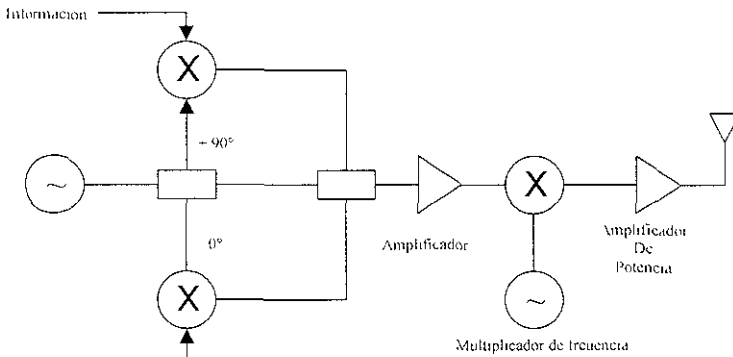 Informacion
X
+ 90°
~
~
X
0°
Amplificador
Amplificador
De
Potencia
X
Multiplicador de frecuencia